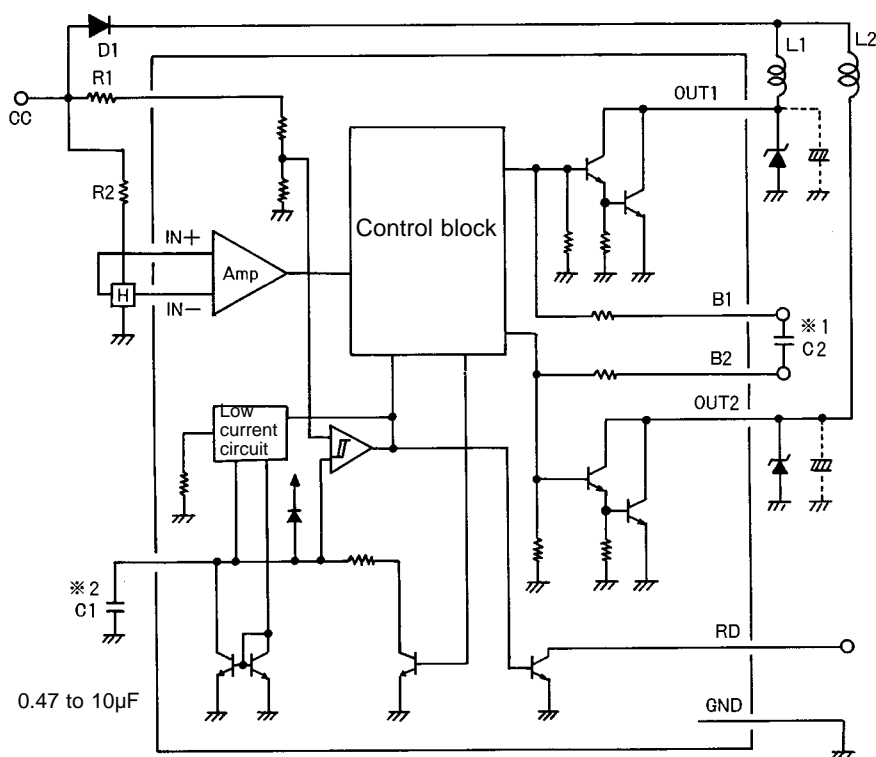 D1
L1
L2
R1
CC
OUT1
R2
Control block
IN+
Amp
H
IN−
B1
※1
C2
B2
Low
current
circuit
OUT2
※2
C1
RD
0.47 to 10µF
GND